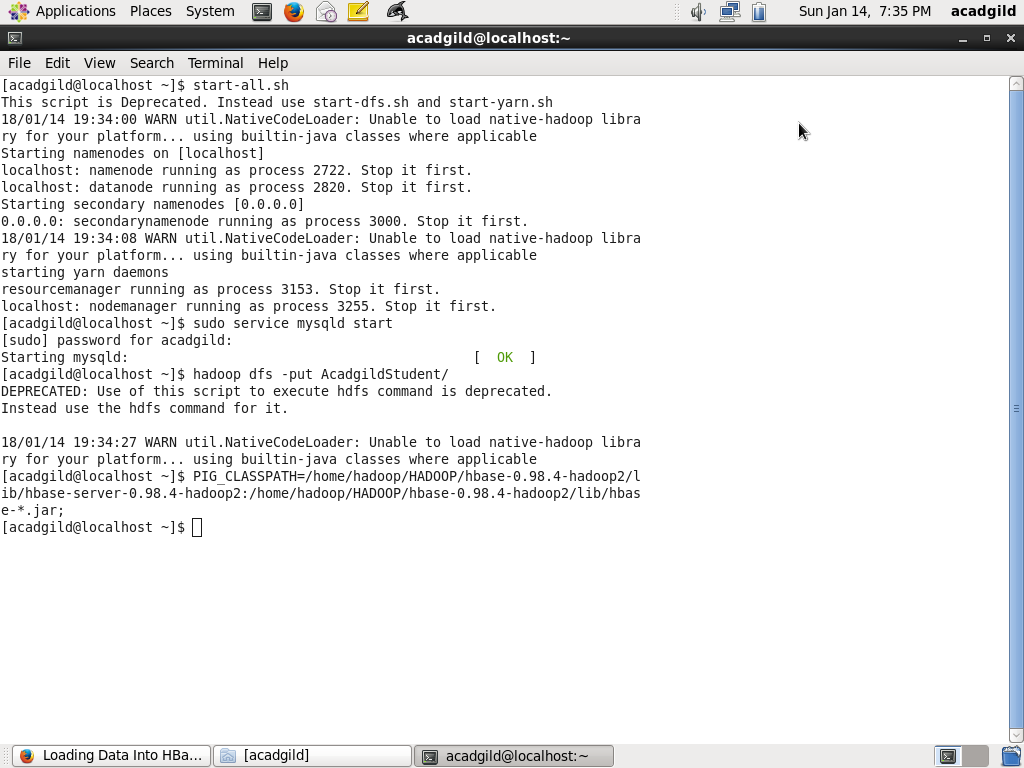 Applications Places System
Sun Jan 14, 7:35 PM acadgild
acadgild@localhost:~
File Edit View Search Terminal Help
[acadgild@localhost ~]$ start-all.sh
This script is Deprecated. Instead use start-dfs.sh and start-yarn.sh
18/01/14 19:34:00 WARN util.NativeCodeLoader: Unable to load native-hadoop libra
ry for your platform... using builtin-java classes where applicable
Starting namenodes on [localhost]
localhost: namenode running as process 2722. Stop it first.
localhost: datanode running as process 2820. Stop it first.
Starting secondary namenodes [0.0.0.0]
0.0.0.0: secondarynamenode running as process 3000. Stop it first.
18/01/14 19:34:08 WARN util.NativeCodeLoader: Unable to load native-hadoop libra
ry for your platform... using builtin-java classes where applicable
starting yarn daemons
resourcemanager running as process 3153. Stop it first.
localhost: nodemanager running as process 3255. Stop it first.
[acadgild@localhost ~]$ sudo service mysqld start
[sudo] password for acadgild:
Starting mysqld: [ OK ]
[acadgild@localhost ~]$ hadoop dfs -put AcadgildStudent/
DEPRECATED: Use of this script to execute hdfs command is deprecated.
Instead use the hdfs command for it.
18/01/14 19:34:27 WARN util.NativeCodeLoader: Unable to load native-hadoop libra
ry for your platform... using builtin-java classes where applicable
[acadgild@localhost ~]$ PIG_CLASSPATH=/home/hadoop/HADOOP/hbase-0.98.4-hadoop2/l
ib/hbase-server-0.98.4-hadoop2:/home/hadoop/HADOOP/hbase-0.98.4-hadoop2/lib/hbas
e-*.jar;
[acadgild@localhost ~]$
Loading Data Into HBa... [acadgild] acadgild@localhost:~